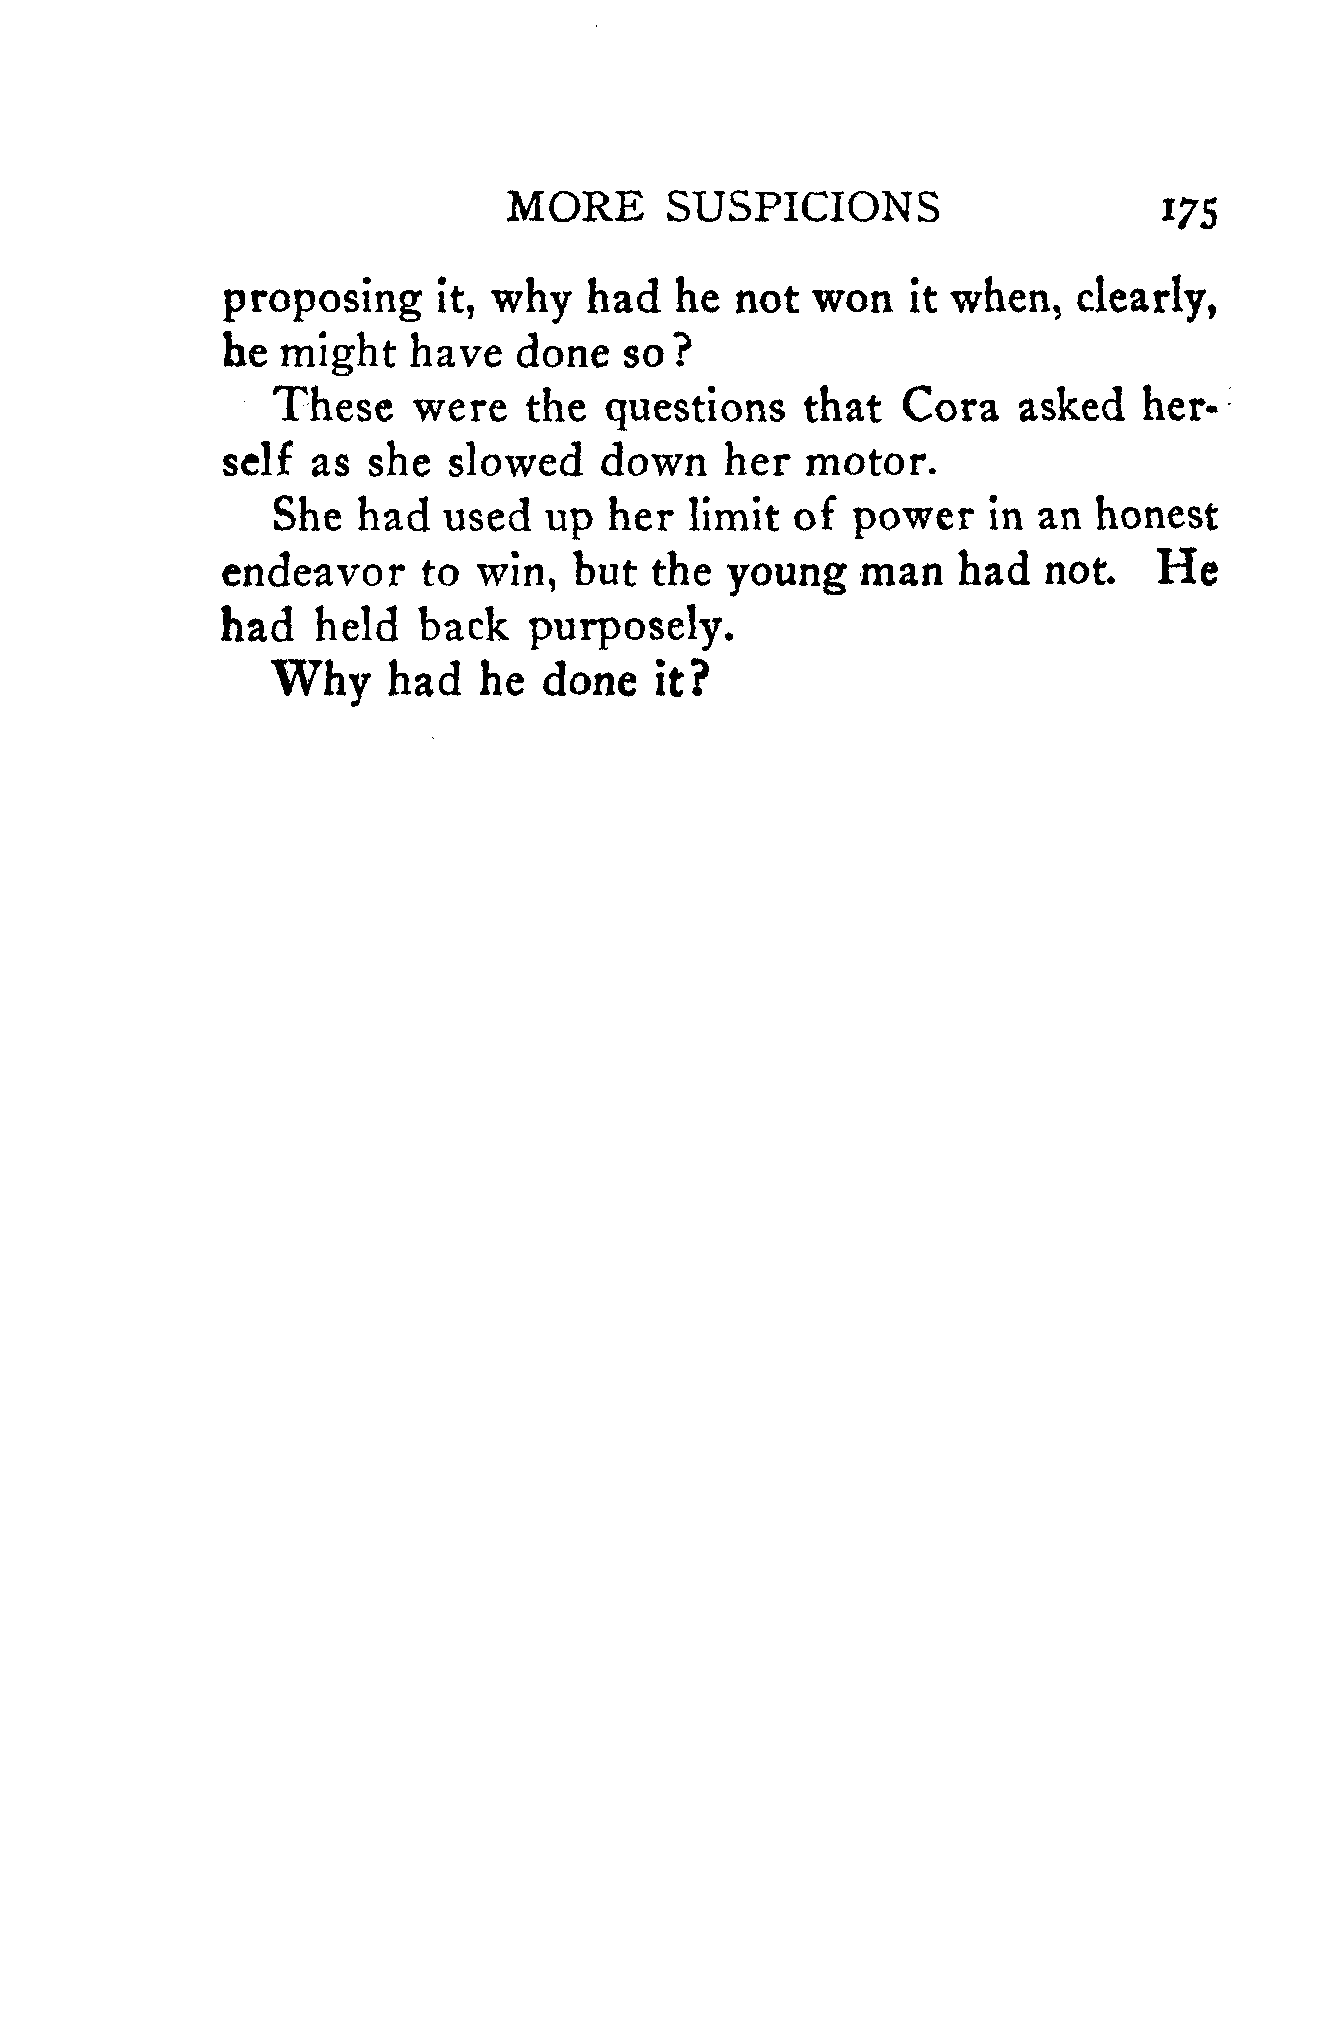 MORE SUSPICIONS 175
proposing it, why had he not won it when, clearly,
he might have done so?
These were the questions that Cora asked her-
self as she slowed down her motor.
She had used up her limit of power in an honest
endeavor to win, but the young man had not. He
had held back purposely.
Why had he done it?